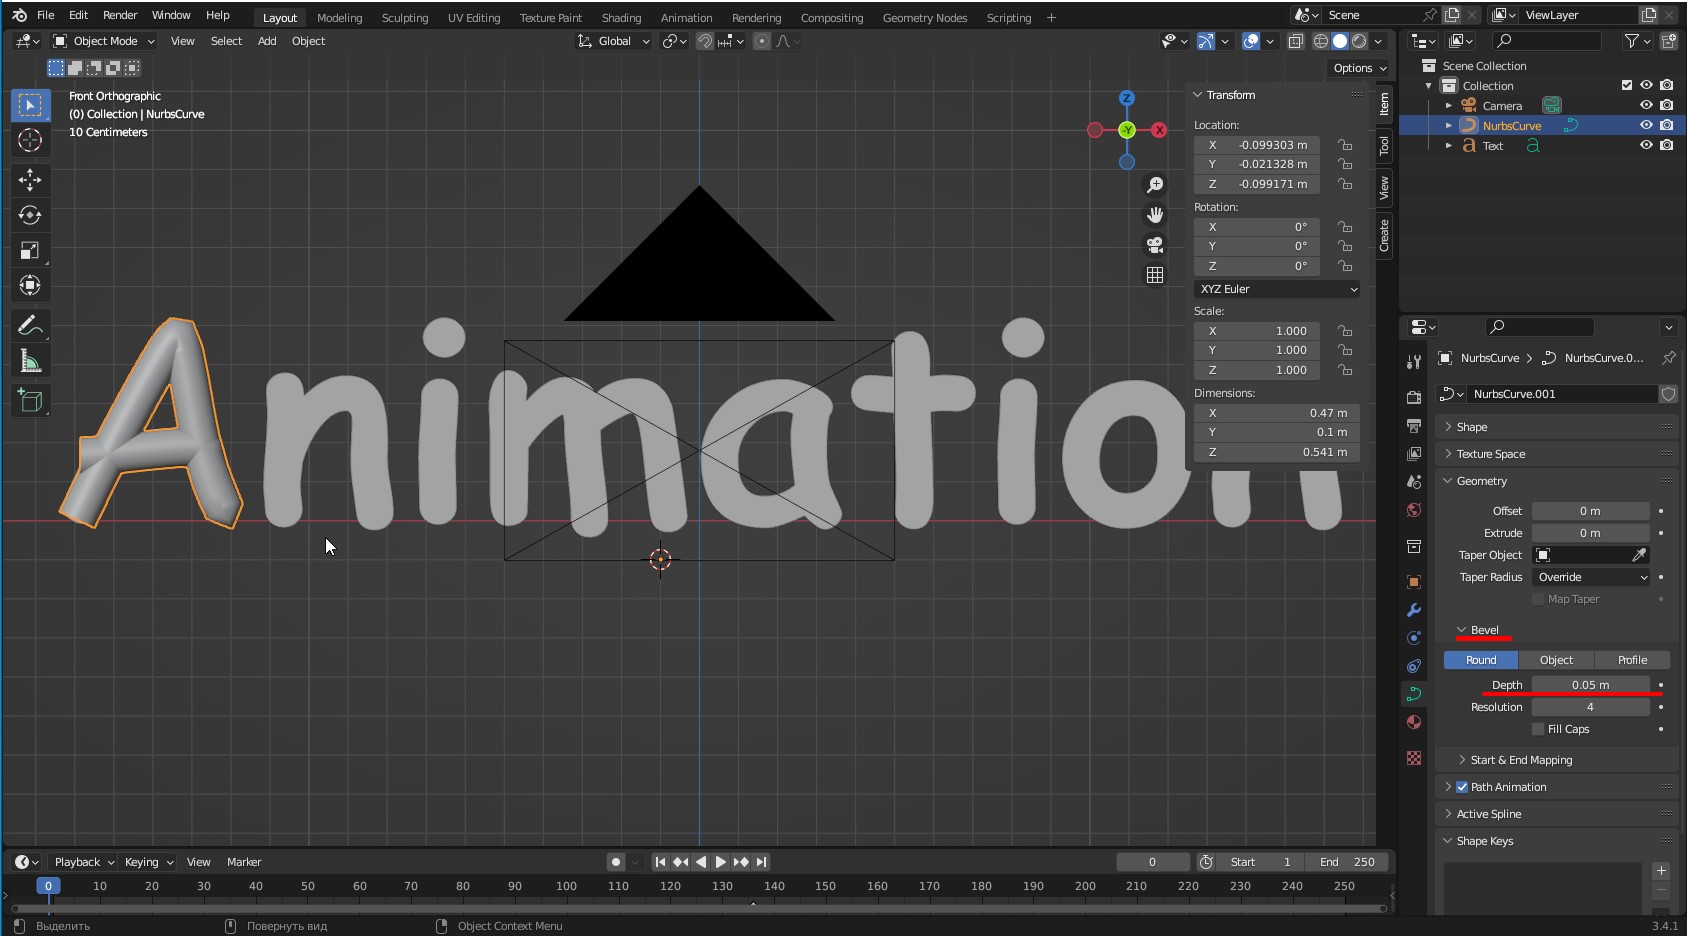 File Edit Render Window Help Layout Modeling Sculpting UV Editing Texture Paint Shading Animation Rendering Compositing Geometry Nodes Scripting + Scene ViewLayer
Object Mode View Select Add Object Global
Options
Front Orthographic
(0) Collection | NurbsCurve
10 Centimeters
Z
-Y
X
Animation
Transform
Location:
X -0.099303 m
Y -0.021328 m
Z -0.099171 m
Rotation:
X 0°
Y 0°
Z 0°
XYZ Euler
Scale:
X 1.000
Y 1.000
Z 1.000
Dimensions:
X 0.47 m
Y 0.1 m
Z 0.541 m
Item
Tool
View
Create
Scene Collection
Collection
Camera
NurbsCurve
Text
NurbsCurve > NurbsCurve.0...
NurbsCurve.001
Shape
Texture Space
Geometry
Offset 0 m
Extrude 0 m
Taper Object
Taper Radius Override
Map Taper
Bevel
Round Object Profile
Depth 0.05 m
Resolution 4
Fill Caps
Start & End Mapping
Path Animation
Active Spline
Shape Keys
Playback Keying View Marker 0 Start 1 End 250
0 10 20 30 40 50 60 70 80 90 100 110 120 130 140 150 160 170 180 190 200 210 220 230 240 250
Выделить Повернуть вид Object Context Menu 3.4.1